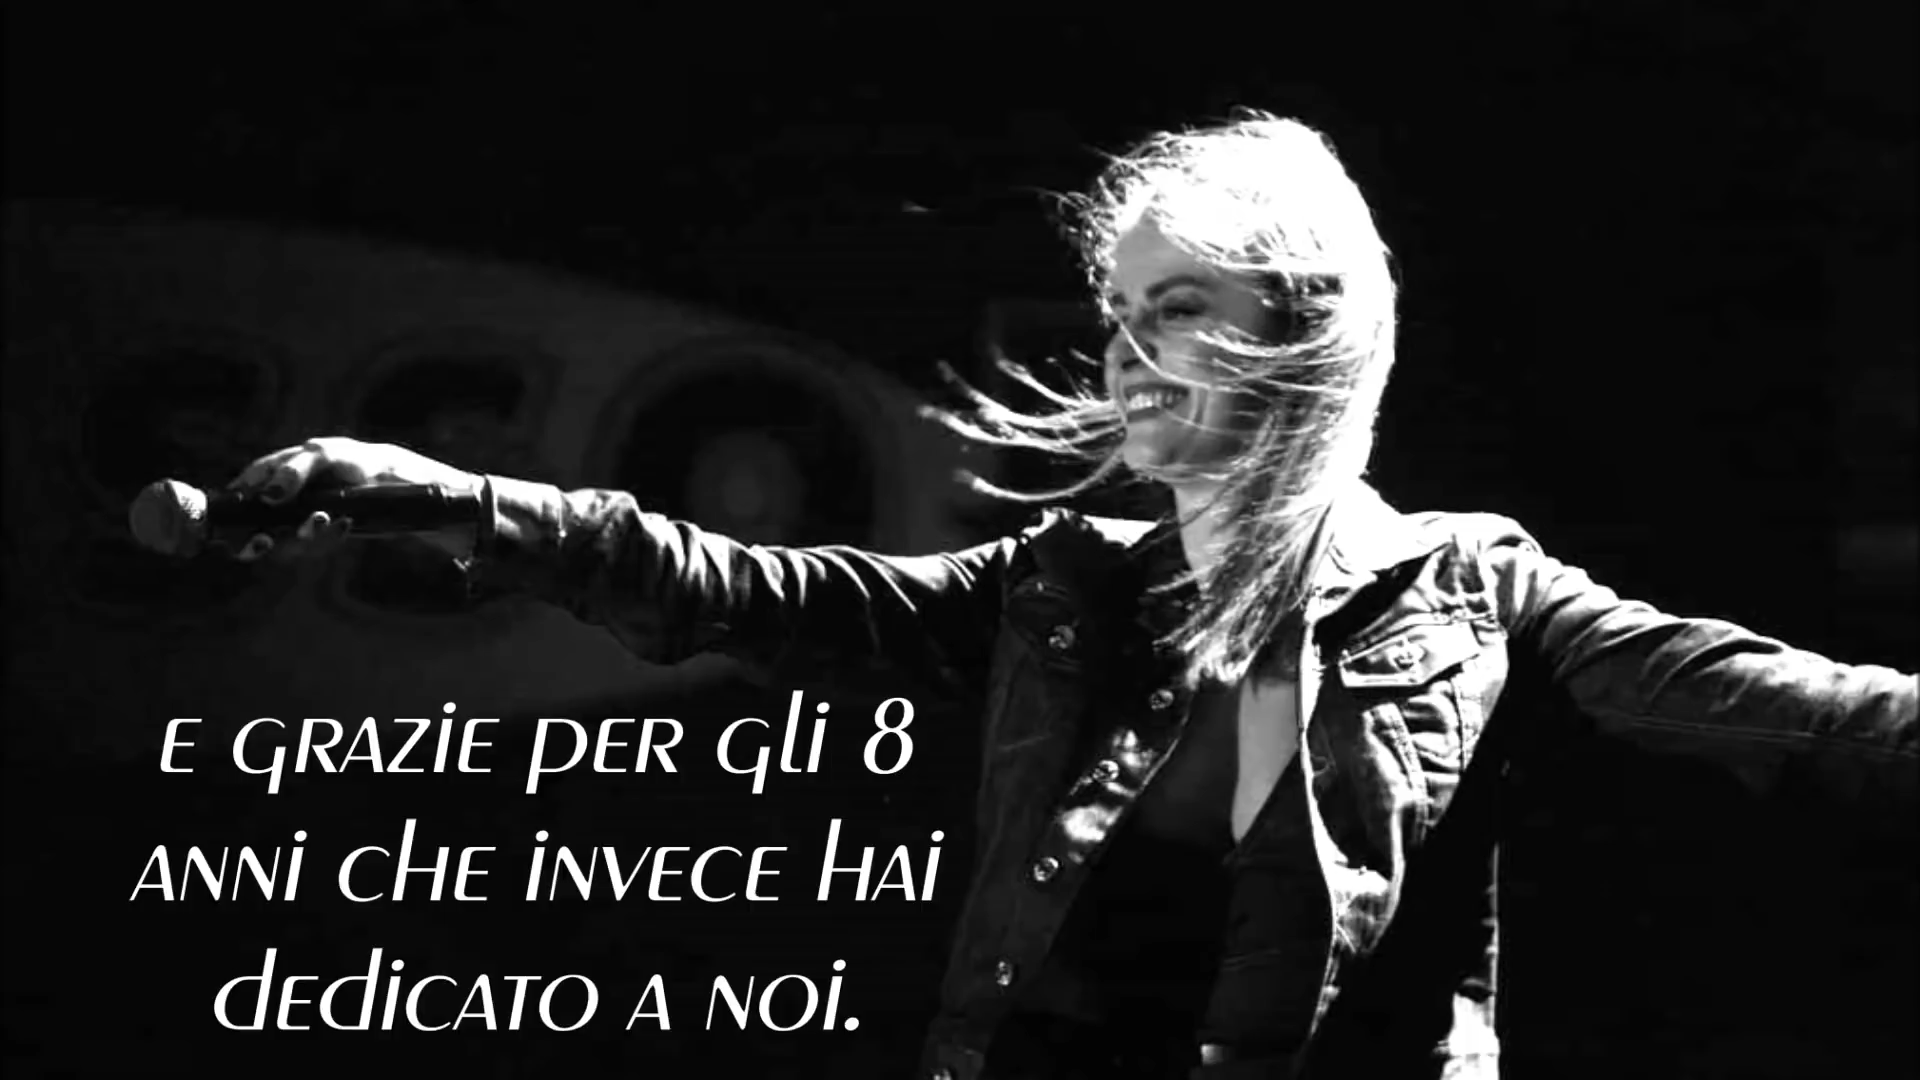 E GRAZIE PER GLI 8
ANNI CHE INVECE HAI
DEDICATO A NOI.